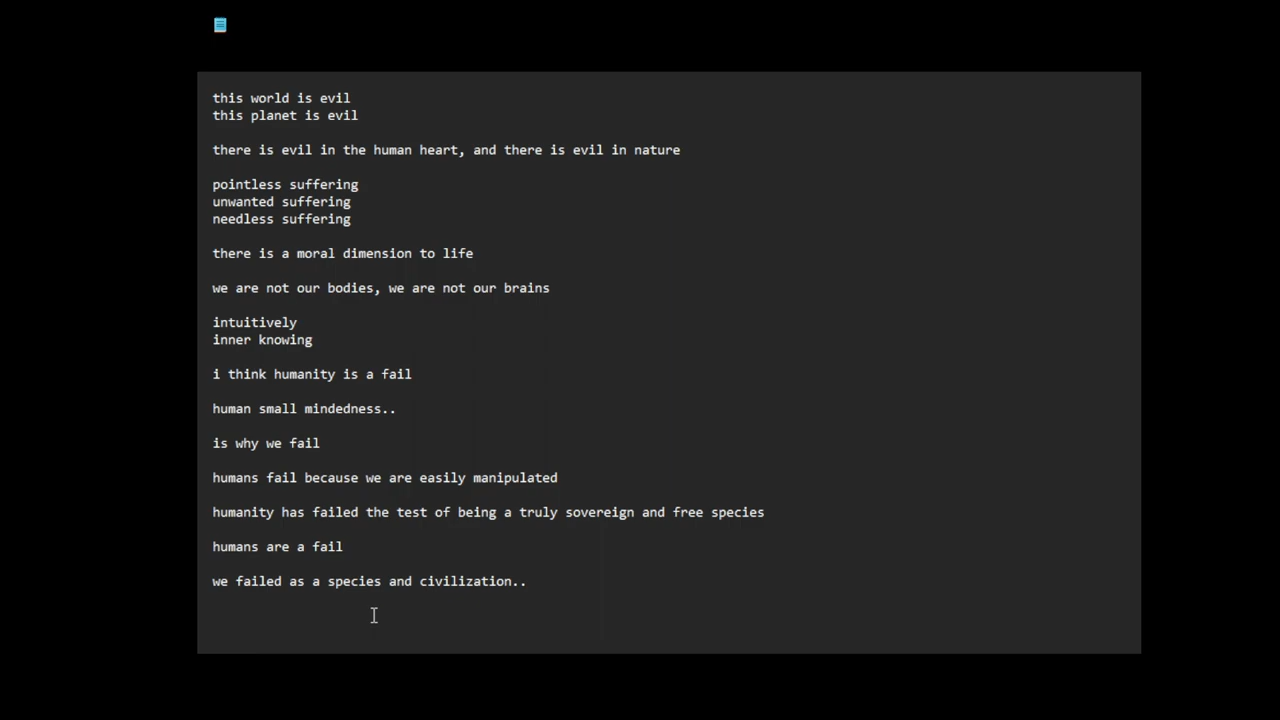 this world is evil
this planet is evil
there is evil in the human heart, and there is evil in nature
pointless suffering
unwanted suffering
needless suffering
there is a moral dimension to life
we are not our bodies, we are not our brains
intuitively
inner knowing
i think humanity is a fail
human small mindedness..
is why we fail
humans fail because we are easily manipulated
humanity has failed the test of being a truly sovereign and free species
humans are a fail
we failed as a species and civilization..